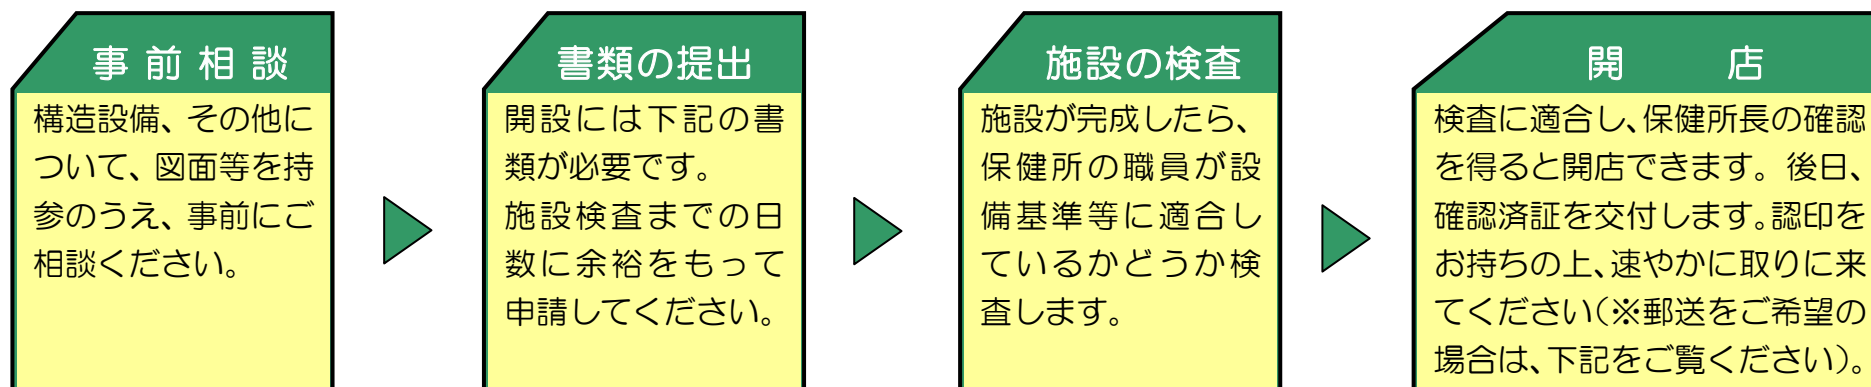 事前相談
構造設備、その他に
ついて、図面等を持
参のうえ、事前にご
相談ください。
書類の提出
開設には下記の書
類が必要です。
施設検査までの日
数に余裕をもって
申請してください。
施設の検査
施設が完成したら、
保健所の職員が設
備基準等に適合し
ているかどうか検
査します。
開店
検査に適合し、保健所長の確認
を得ると開店できます。後日、
確認済証を交付します。認印を
お持ちの上、速やかに取りに来
てください（※郵送をご希望の
場合は、下記をご覧ください）。